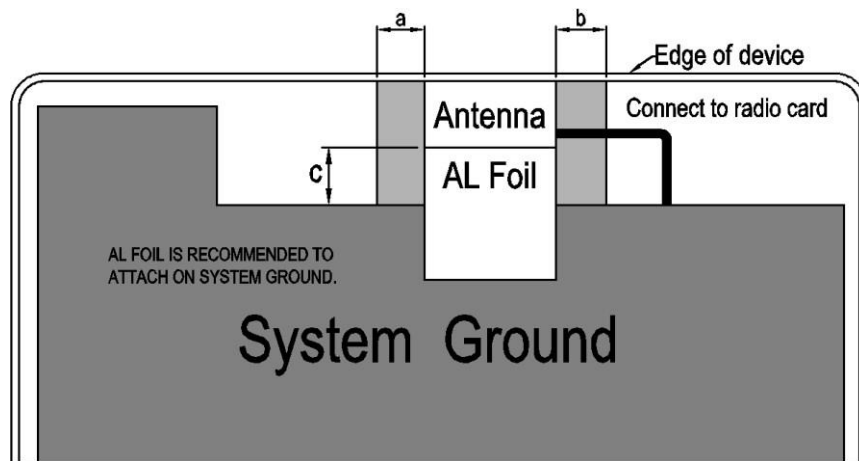 a
b
Edge of device
Antenna
Connect to radio card
C
AL Foil
AL FOIL IS RECOMMENDED TO
ATTACH ON SYSTEM GROUND.
System Ground